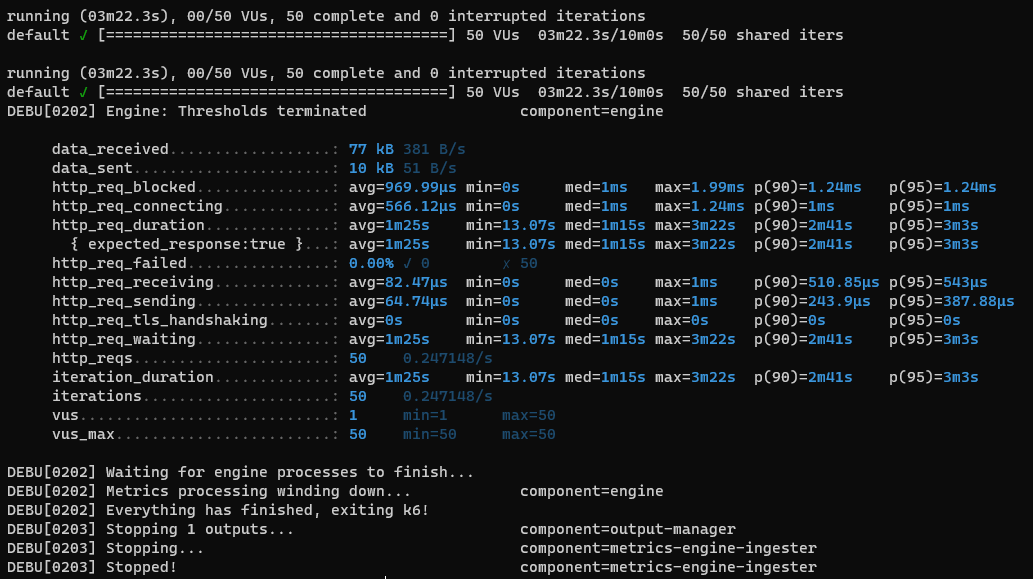 running (03m22.3s), 00/50 VUs, 50 complete and 0 interrupted iterations
default ✓ [======================================] 50 VUs  03m22.3s/10m0s  50/50 shared iters
running (03m22.3s), 00/50 VUs, 50 complete and 0 interrupted iterations
default ✓ [======================================] 50 VUs  03m22.3s/10m0s  50/50 shared iters
DEBU[0202] Engine: Thresholds terminated                 component=engine
data_received..................: 77 kB 381 B/s
data_sent......................: 10 kB 51 B/s
http_req_blocked...............: avg=969.99µs min=0s     med=1ms   max=1.99ms p(90)=1.24ms   p(95)=1.24ms
http_req_connecting............: avg=566.12µs min=0s     med=1ms   max=1.24ms p(90)=1ms      p(95)=1ms
http_req_duration..............: avg=1m25s    min=13.07s med=1m15s max=3m22s  p(90)=2m41s    p(95)=3m3s
{ expected_response:true }...: avg=1m25s    min=13.07s med=1m15s max=3m22s  p(90)=2m41s    p(95)=3m3s
http_req_failed................: 0.00% ✓ 0        ✗ 50
http_req_receiving.............: avg=82.47µs  min=0s     med=0s    max=1ms    p(90)=510.85µs p(95)=543µs
http_req_sending...............: avg=64.74µs  min=0s     med=0s    max=1ms    p(90)=243.9µs  p(95)=387.88µs
http_req_tls_handshaking.......: avg=0s       min=0s     med=0s    max=0s     p(90)=0s       p(95)=0s
http_req_waiting...............: avg=1m25s    min=13.07s med=1m15s max=3m22s  p(90)=2m41s    p(95)=3m3s
http_reqs......................: 50    0.247148/s
iteration_duration.............: avg=1m25s    min=13.07s med=1m15s max=3m22s  p(90)=2m41s    p(95)=3m3s
iterations.....................: 50    0.247148/s
vus............................: 1     min=1      max=50
vus_max........................: 50    min=50     max=50
DEBU[0202] Waiting for engine processes to finish...
DEBU[0202] Metrics processing winding down...            component=engine
DEBU[0202] Everything has finished, exiting k6!
DEBU[0203] Stopping 1 outputs...                         component=output-manager
DEBU[0203] Stopping...                                   component=metrics-engine-ingester
DEBU[0203] Stopped!                                      component=metrics-engine-ingester